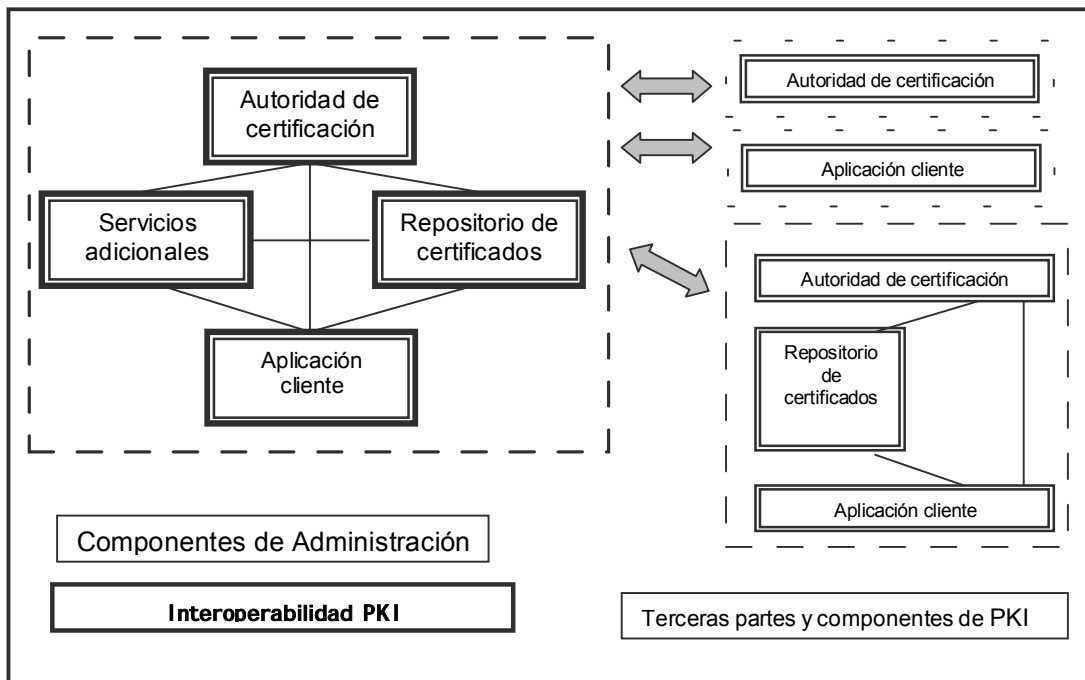 Autoridad de
certificación
Servicios
adicionales
Repositorio de
certificados
Aplicación
cliente
Componentes de Administración
Interoperabilidad PKI
Autoridad de certificación
Aplicación cliente
Autoridad de certificación
Repositorio
de
certificados
Aplicación cliente
Terceras partes y componentes de PKI